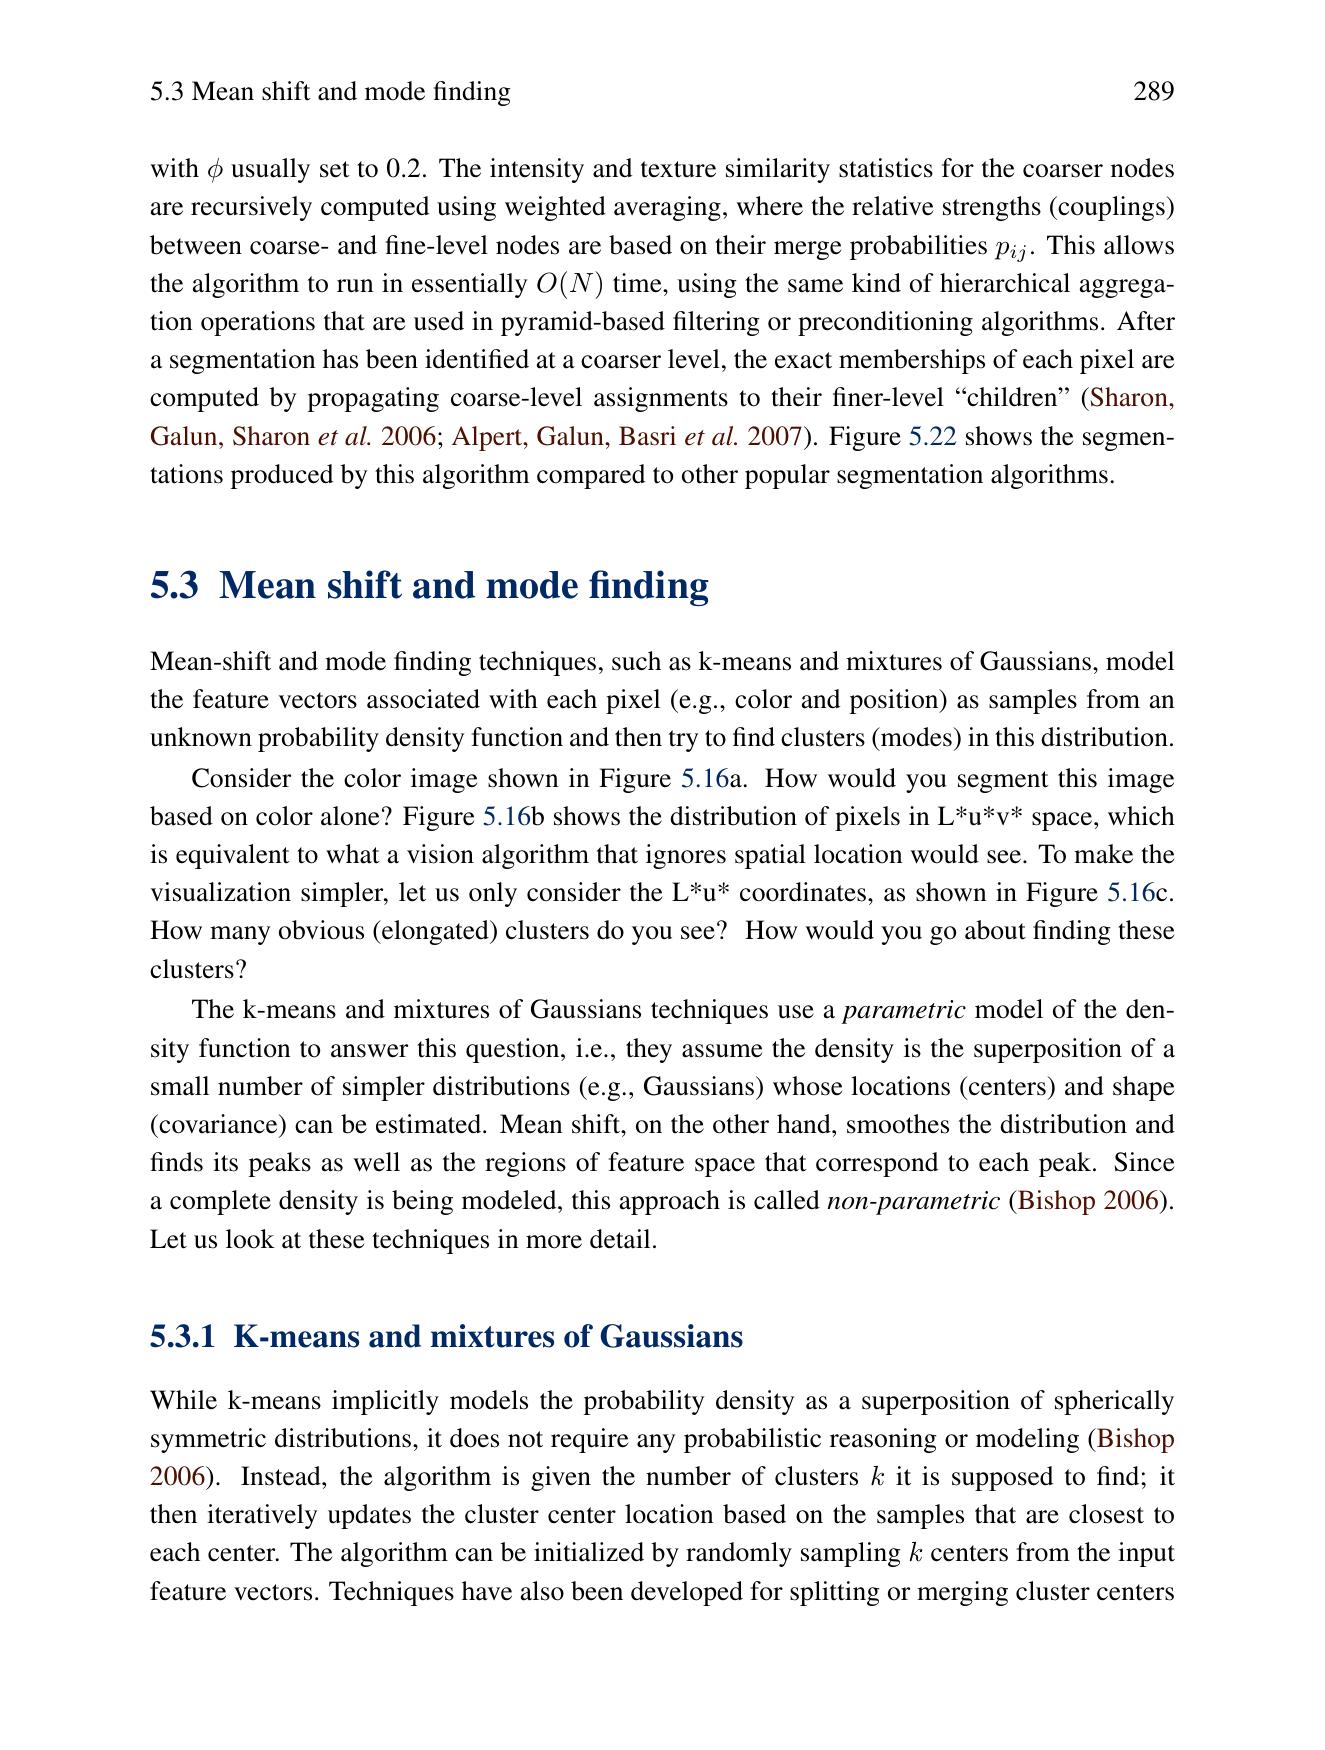 5.3 Mean shift and mode finding 289
with ϕ usually set to 0.2. The intensity and texture similarity statistics for the coarser nodes
are recursively computed using weighted averaging, where the relative strengths (couplings)
between coarse- and fine-level nodes are based on their merge probabilities p_ij. This allows
the algorithm to run in essentially O(N) time, using the same kind of hierarchical aggrega-
tion operations that are used in pyramid-based filtering or preconditioning algorithms. After
a segmentation has been identified at a coarser level, the exact memberships of each pixel are
computed by propagating coarse-level assignments to their finer-level “children” (Sharon,
Galun, Sharon et al. 2006; Alpert, Galun, Basri et al. 2007). Figure 5.22 shows the segmen-
tations produced by this algorithm compared to other popular segmentation algorithms.
5.3 Mean shift and mode finding
Mean-shift and mode finding techniques, such as k-means and mixtures of Gaussians, model
the feature vectors associated with each pixel (e.g., color and position) as samples from an
unknown probability density function and then try to find clusters (modes) in this distribution.
Consider the color image shown in Figure 5.16a. How would you segment this image
based on color alone? Figure 5.16b shows the distribution of pixels in L*u*v* space, which
is equivalent to what a vision algorithm that ignores spatial location would see. To make the
visualization simpler, let us only consider the L*u* coordinates, as shown in Figure 5.16c.
How many obvious (elongated) clusters do you see? How would you go about finding these
clusters?
The k-means and mixtures of Gaussians techniques use a parametric model of the den-
sity function to answer this question, i.e., they assume the density is the superposition of a
small number of simpler distributions (e.g., Gaussians) whose locations (centers) and shape
(covariance) can be estimated. Mean shift, on the other hand, smoothes the distribution and
finds its peaks as well as the regions of feature space that correspond to each peak. Since
a complete density is being modeled, this approach is called non-parametric (Bishop 2006).
Let us look at these techniques in more detail.
5.3.1 K-means and mixtures of Gaussians
While k-means implicitly models the probability density as a superposition of spherically
symmetric distributions, it does not require any probabilistic reasoning or modeling (Bishop
2006). Instead, the algorithm is given the number of clusters k it is supposed to find; it
then iteratively updates the cluster center location based on the samples that are closest to
each center. The algorithm can be initialized by randomly sampling k centers from the input
feature vectors. Techniques have also been developed for splitting or merging cluster centers